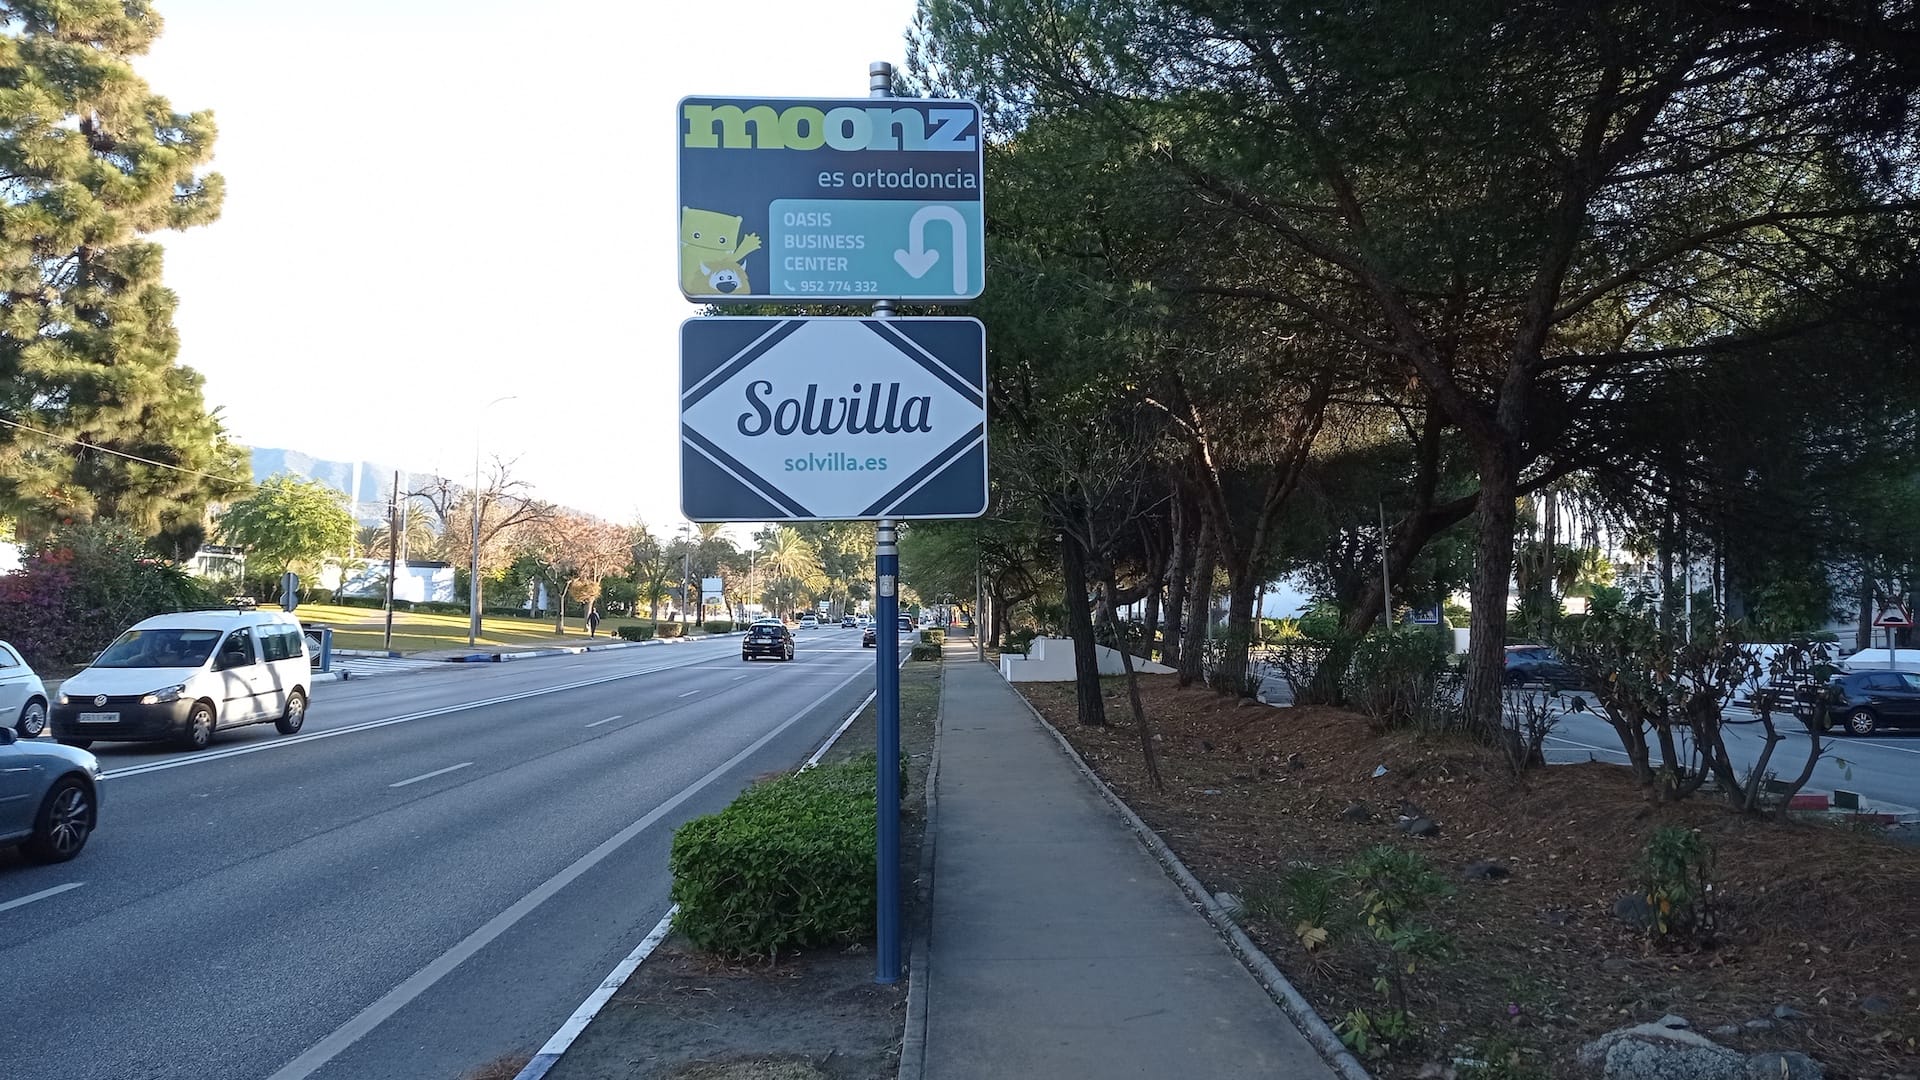 moonz
es ortodoncia
OASIS
BUSINESS
CENTER
952 774 332
Solvilla
solvilla.es